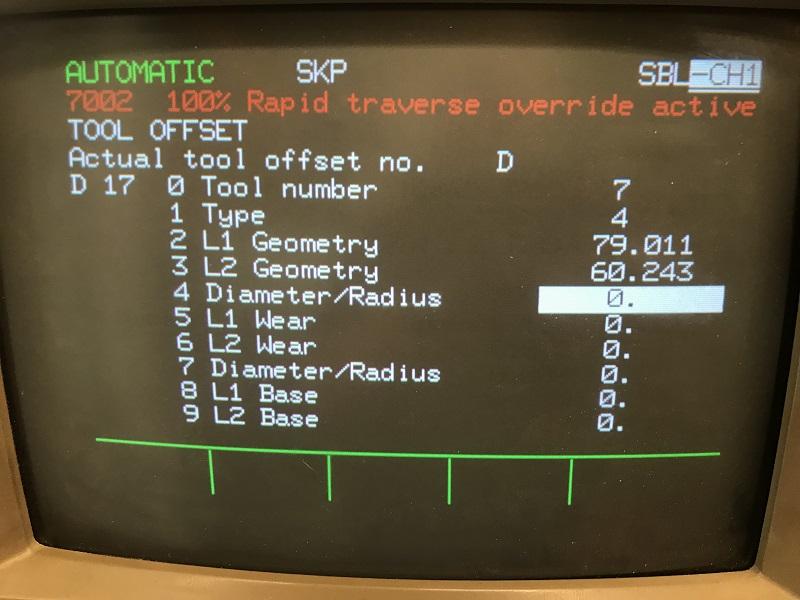 AUTOMATIC SKP SBL-CH1
7002 100% Rapid traverse override active
TOOL OFFSET
Actual tool offset no. D
D 17 0 Tool number 7
1 Type 4
2 L1 Geometry 79.011
3 L2 Geometry 60.243
4 Diameter/Radius 0.
5 L1 Wear 0.
6 L2 Wear 0.
7 Diameter/Radius 0.
8 L1 Base 0.
9 L2 Base 0.